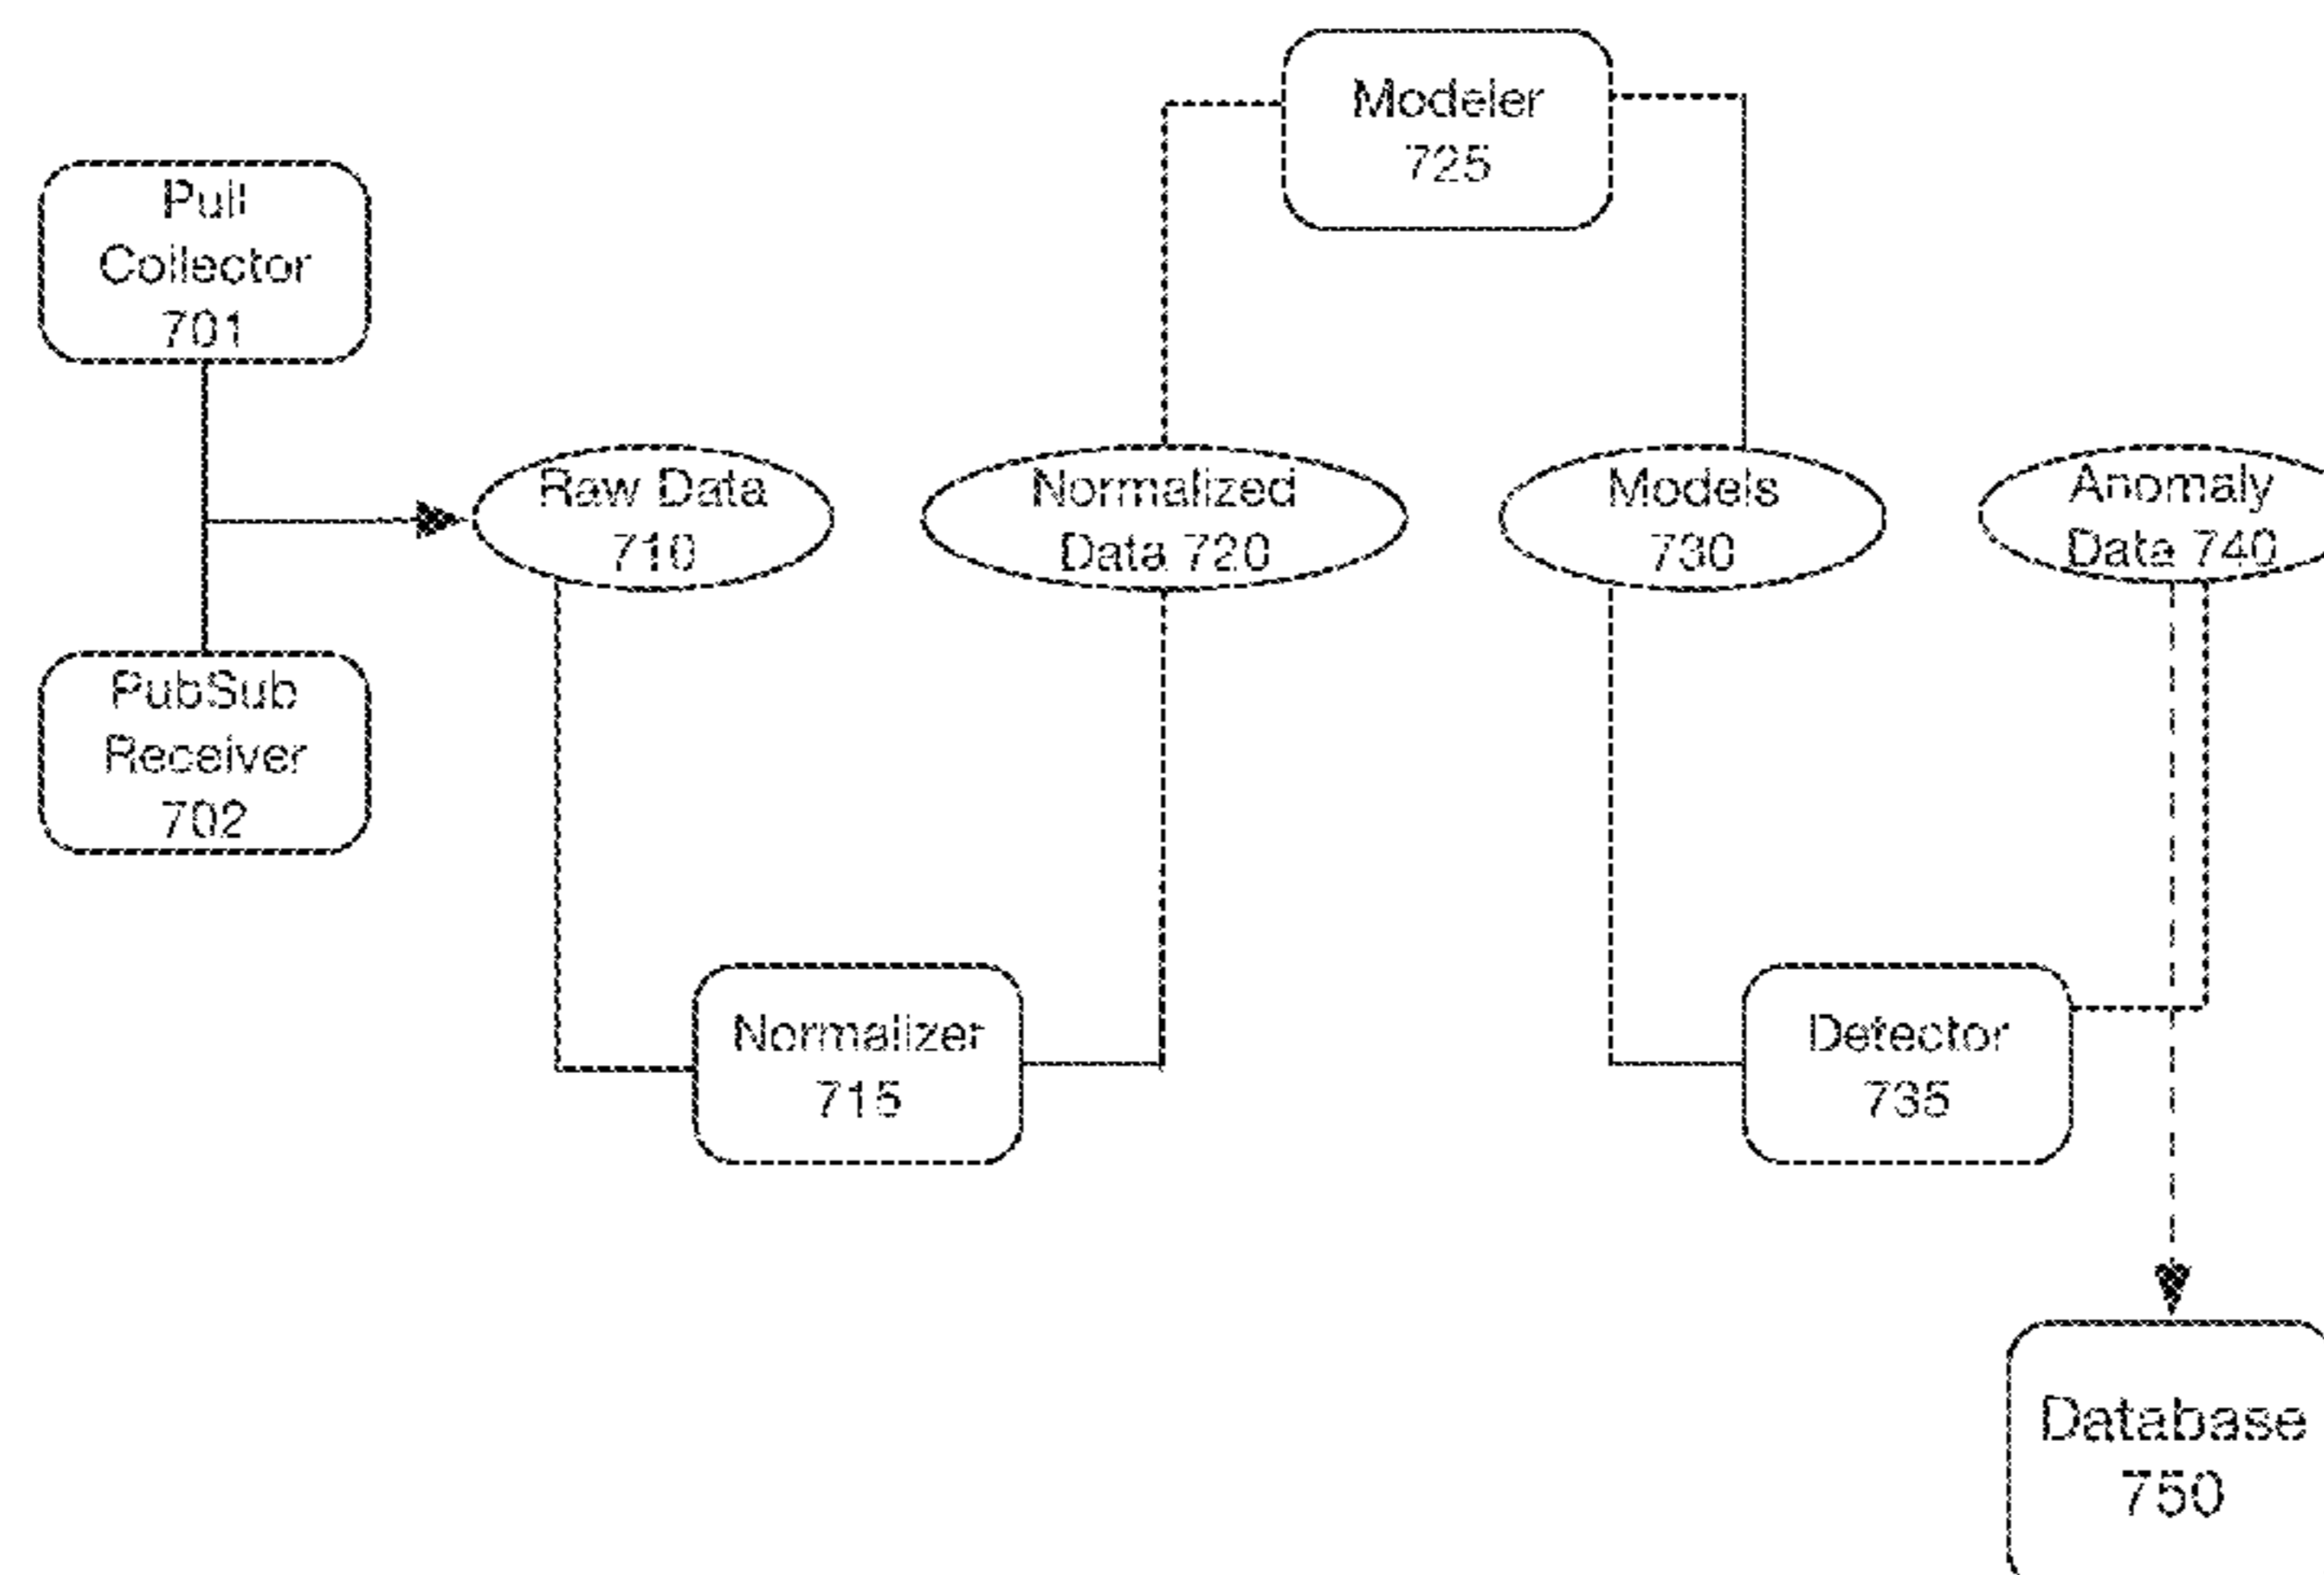 Pull
Collector
701
PubSub
Receiver
702
Raw Data
710
Normalizer
715
Normalized
Data 720
Modeler
725
Models
730
Detector
735
Anomaly
Data 740
Database
750